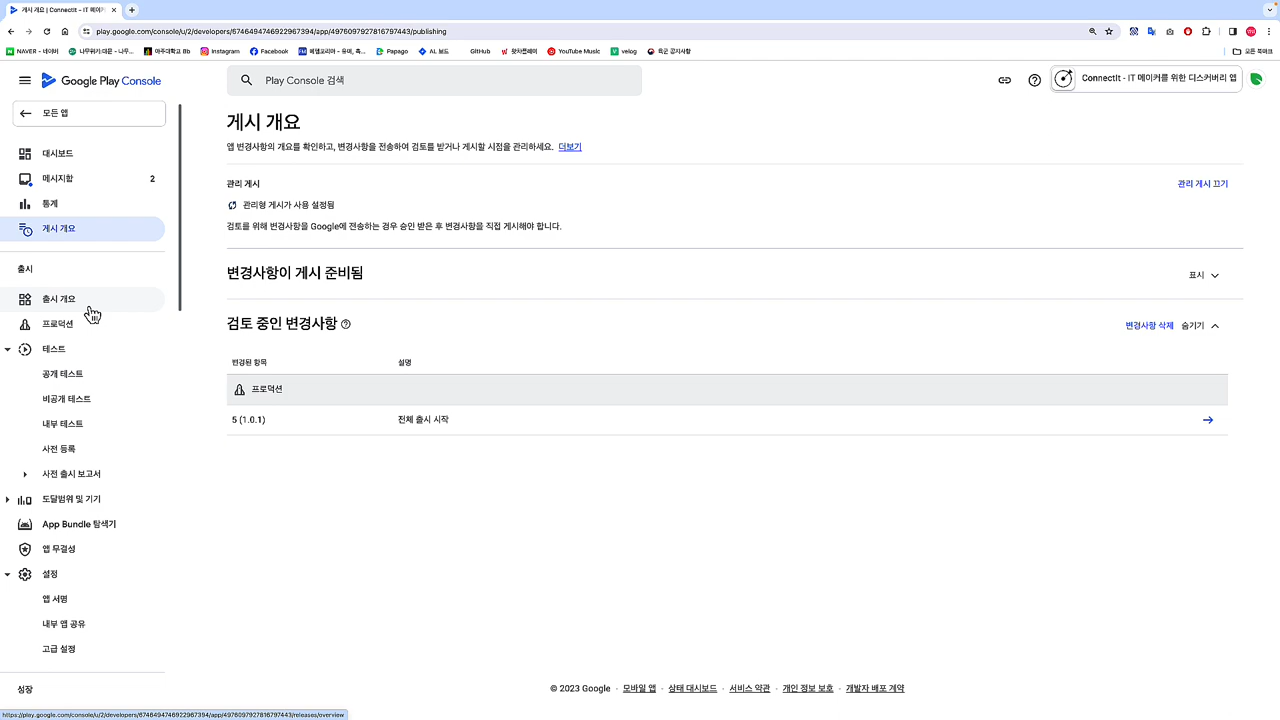 게시 개요 | ConnectIt - IT 메이커
play.google.com/console/u/2/developers/6746494746922967394/app/4976097927816797443/publishing
NAVER - 네이버
나무위키:대문 - 나무...
아주대학교 Bb
Instagram
Facebook
에펨코리아 - 유머, 축...
Papago
AL 보드
GitHub
왓챠플레이
YouTube Music
velog
육군 공지사항
모든 북마크
Google Play Console
Play Console 검색
ConnectIt - IT 메이커를 위한 디스커버리 앱
모든 앱
대시보드
메시지함 2
통계
게시 개요
출시
출시 개요
프로덕션
테스트
공개 테스트
비공개 테스트
내부 테스트
사전 등록
사전 출시 보고서
도달범위 및 기기
App Bundle 탐색기
앱 무결성
설정
앱 서명
내부 앱 공유
고급 설정
성장
게시 개요
앱 변경사항의 개요를 확인하고, 변경사항을 전송하여 검토를 받거나 게시할 시점을 관리하세요. 더보기
관리 게시
관리 게시 끄기
관리형 게시가 사용 설정됨
검토를 위해 변경사항을 Google에 전송하는 경우 승인 받은 후 변경사항을 직접 게시해야 합니다.
변경사항이 게시 준비됨
표시
검토 중인 변경사항
변경사항 삭제 숨기기
변경된 항목 설명
프로덕션
5 (1.0.1) 전체 출시 시작
© 2023 Google · 모바일 앱 · 상태 대시보드 · 서비스 약관 · 개인 정보 보호 · 개발자 배포 계약
https://play.google.com/console/u/2/developers/6746494746922967394/app/4976097927816797443/releases/overview